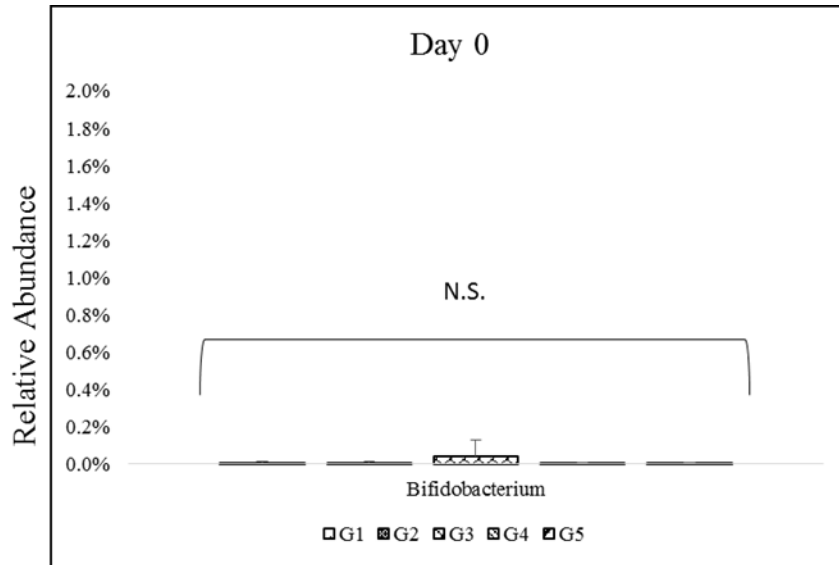 Day 0
Relative Abundance
2.0%
1.8%
1.6%
1.4%
1.2%
1.0%
0.8%
0.6%
0.4%
0.2%
0.0%
N.S.
Bifidobacterium
G1 G2 G3 G4 G5